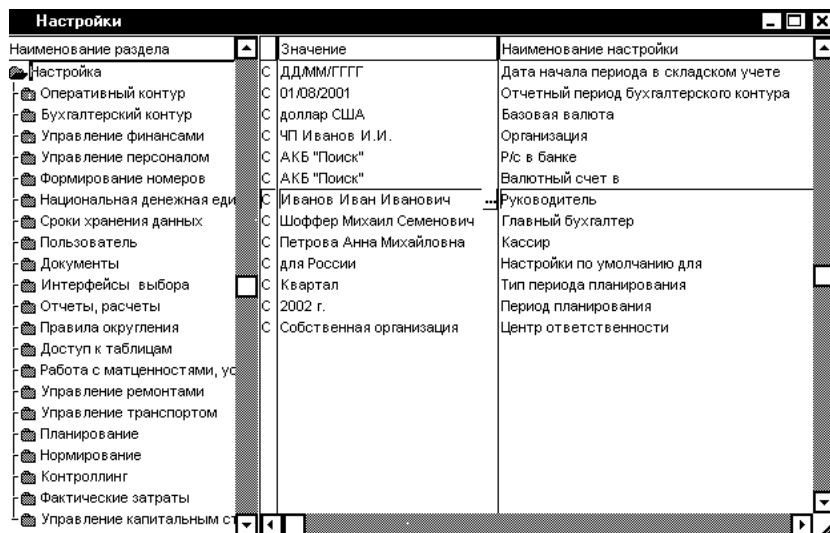 Настройки
Наименование раздела
Настройка
Оперативный контур
Бухгалтерский контур
Управление финансами
Управление персоналом
Формирование номеров
Национальная денежная еди
Сроки хранения данных
Пользователь
Документы
Интерфейсы выбора
Отчеты, расчеты
Правила округления
Доступ к таблицам
Работа с матценностями, ус
Управление ремонтами
Управление транспортом
Планирование
Нормирование
Контроллинг
Фактические затраты
Управление капитальным ст
Значение Наименование настройки
С ДД/ММ/ГГГГ Дата начала периода в складском учете
С 01/08/2001 Отчетный период бухгалтерского контура
С доллар США Базовая валюта
С ЧП Иванов И.И. Организация
С АКБ "Поиск" Р/с в банке
С АКБ "Поиск" Валютный счет в
С Иванов Иван Иванович ... Руководитель
С Шоффер Михаил Семенович Главный бухгалтер
С Петрова Анна Михайловна Кассир
С для России Настройки по умолчанию для
С Квартал Тип периода планирования
С 2002 г. Период планирования
С Собственная организация Центр ответственности